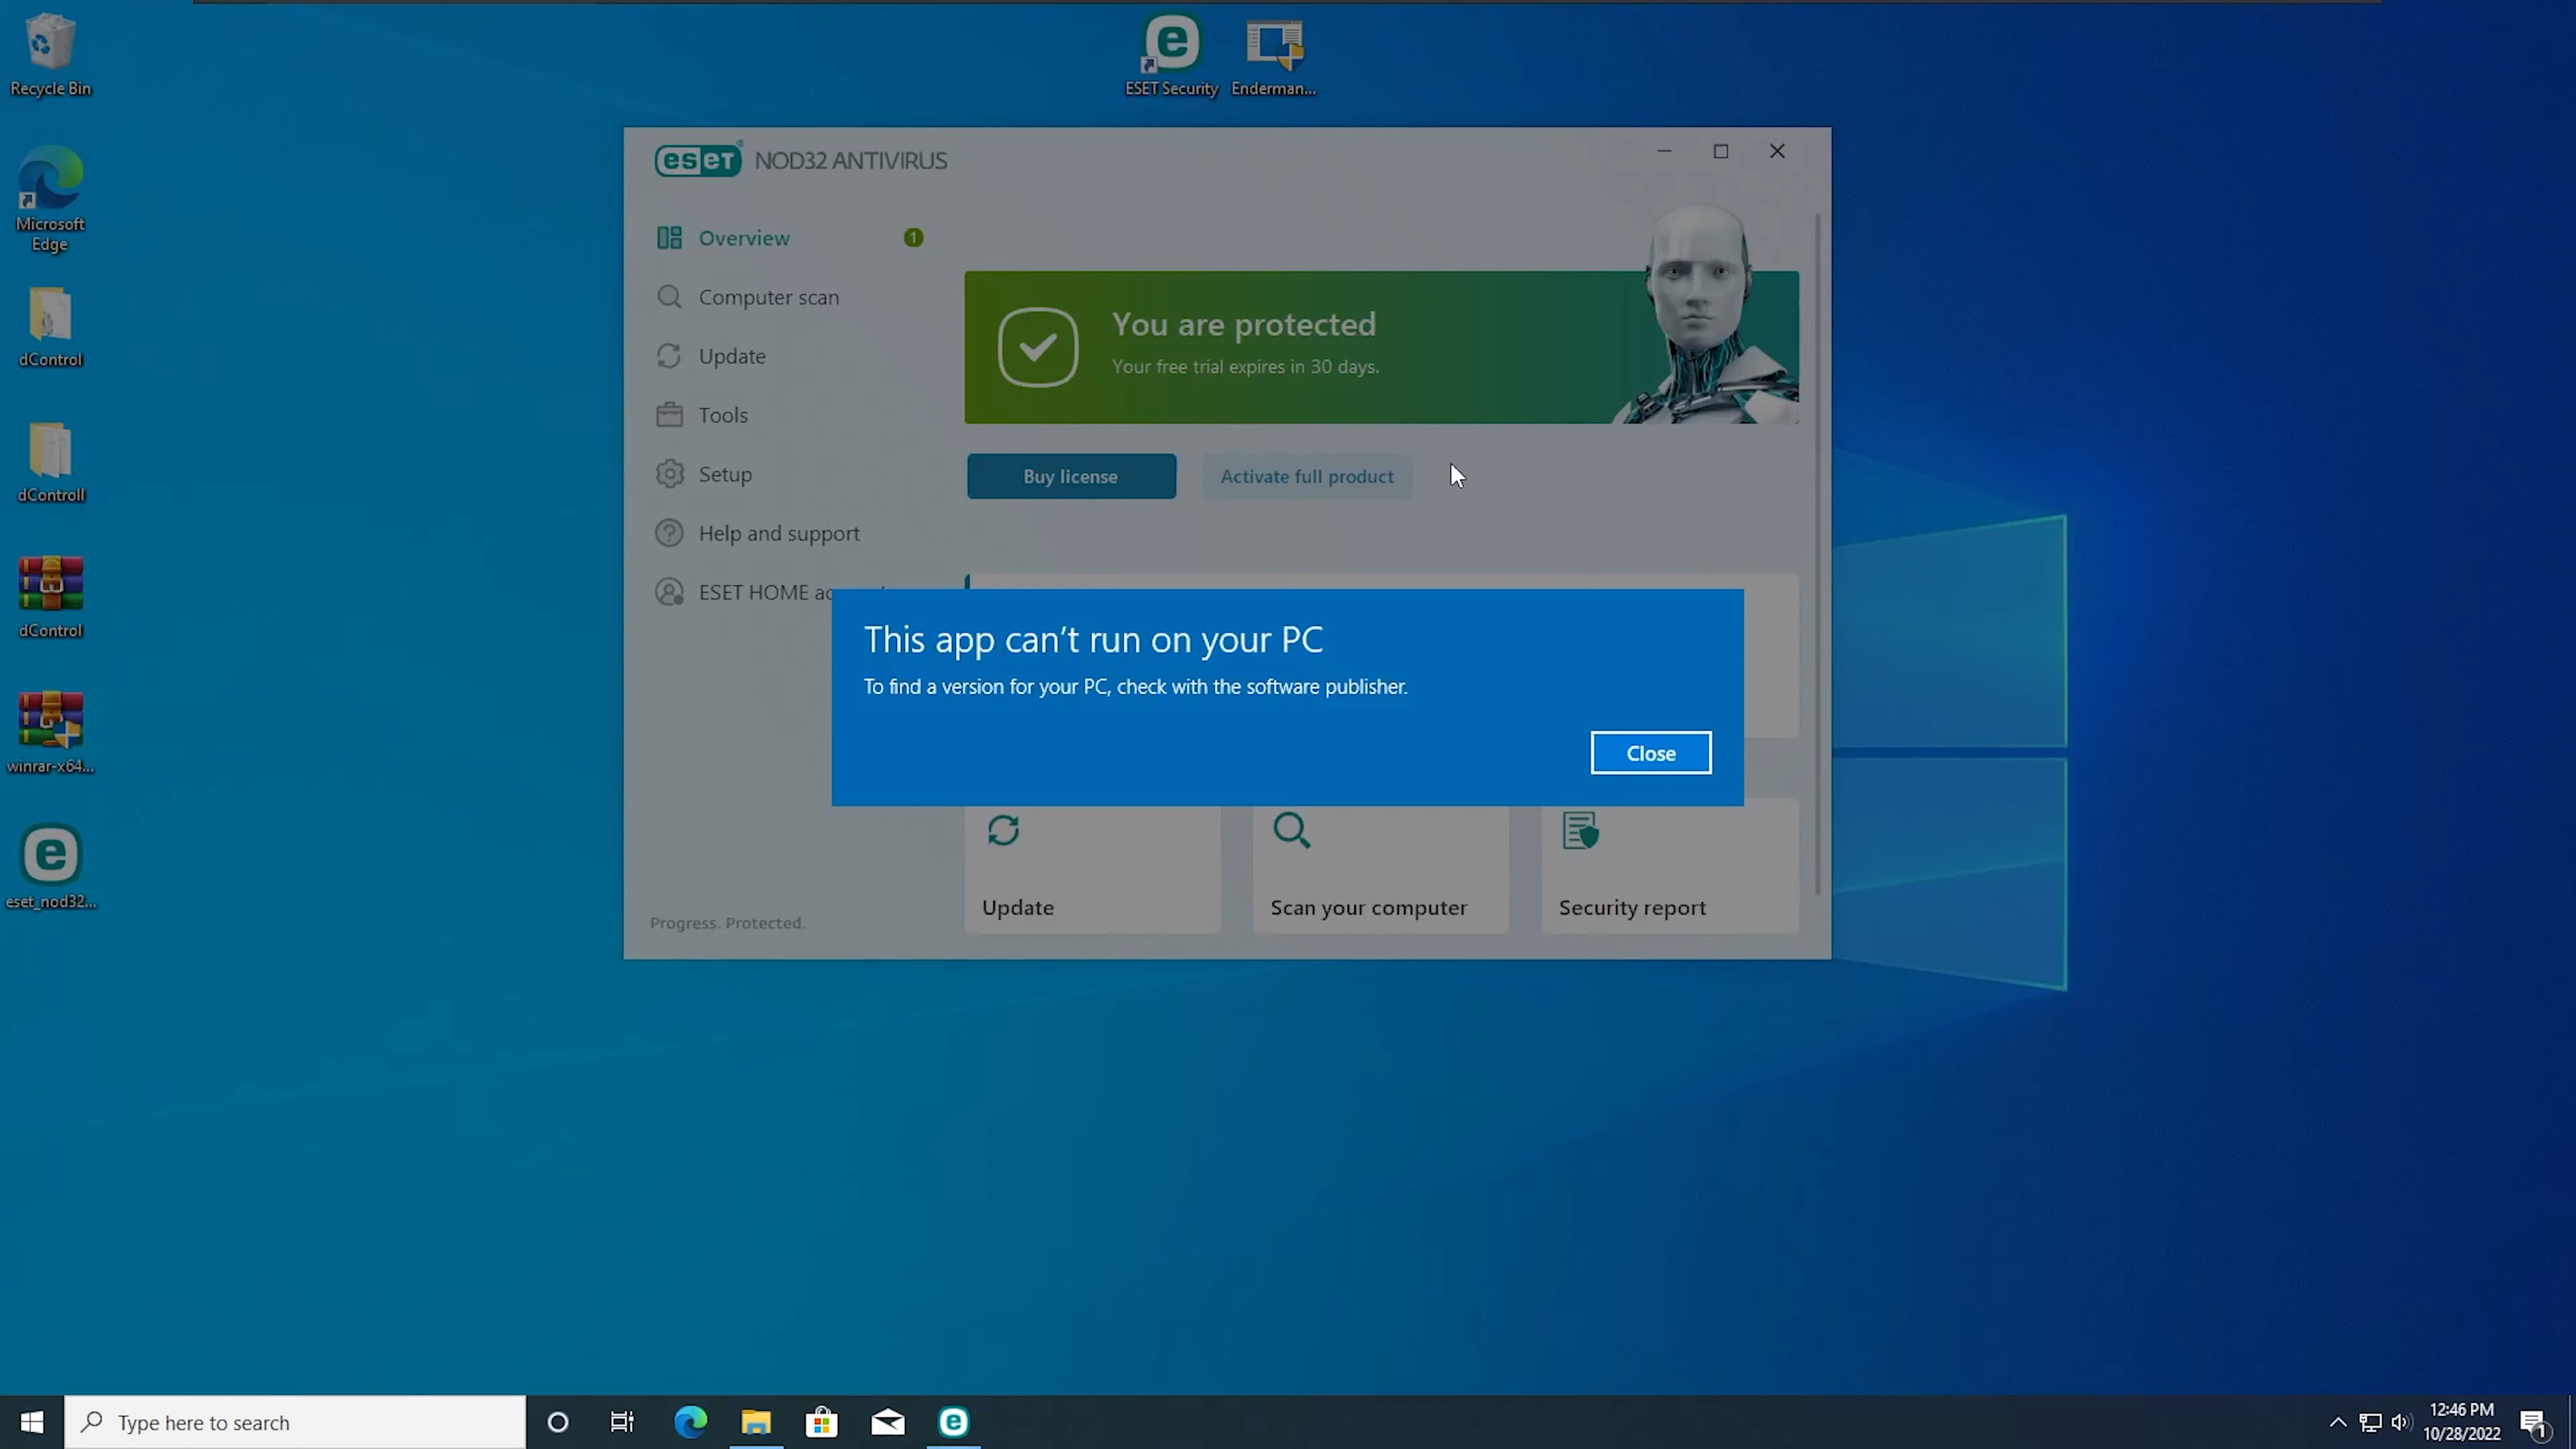 Recycle Bin
Microsoft
Edge
dControl
dControll
dControl
winrar-x64...
eset_nod32...
ESET Security
Enderman...
eseT® NOD32 ANTIVIRUS
Overview
1
Computer scan
Update
Tools
Setup
Help and support
ESET HOME
Progress. Protected.
You are protected
Your free trial expires in 30 days.
Buy license
Activate full product
This app can't run on your PC
To find a version for your PC, check with the software publisher.
Close
Update
Scan your computer
Security report
Type here to search
12:46 PM
10/28/2022
1